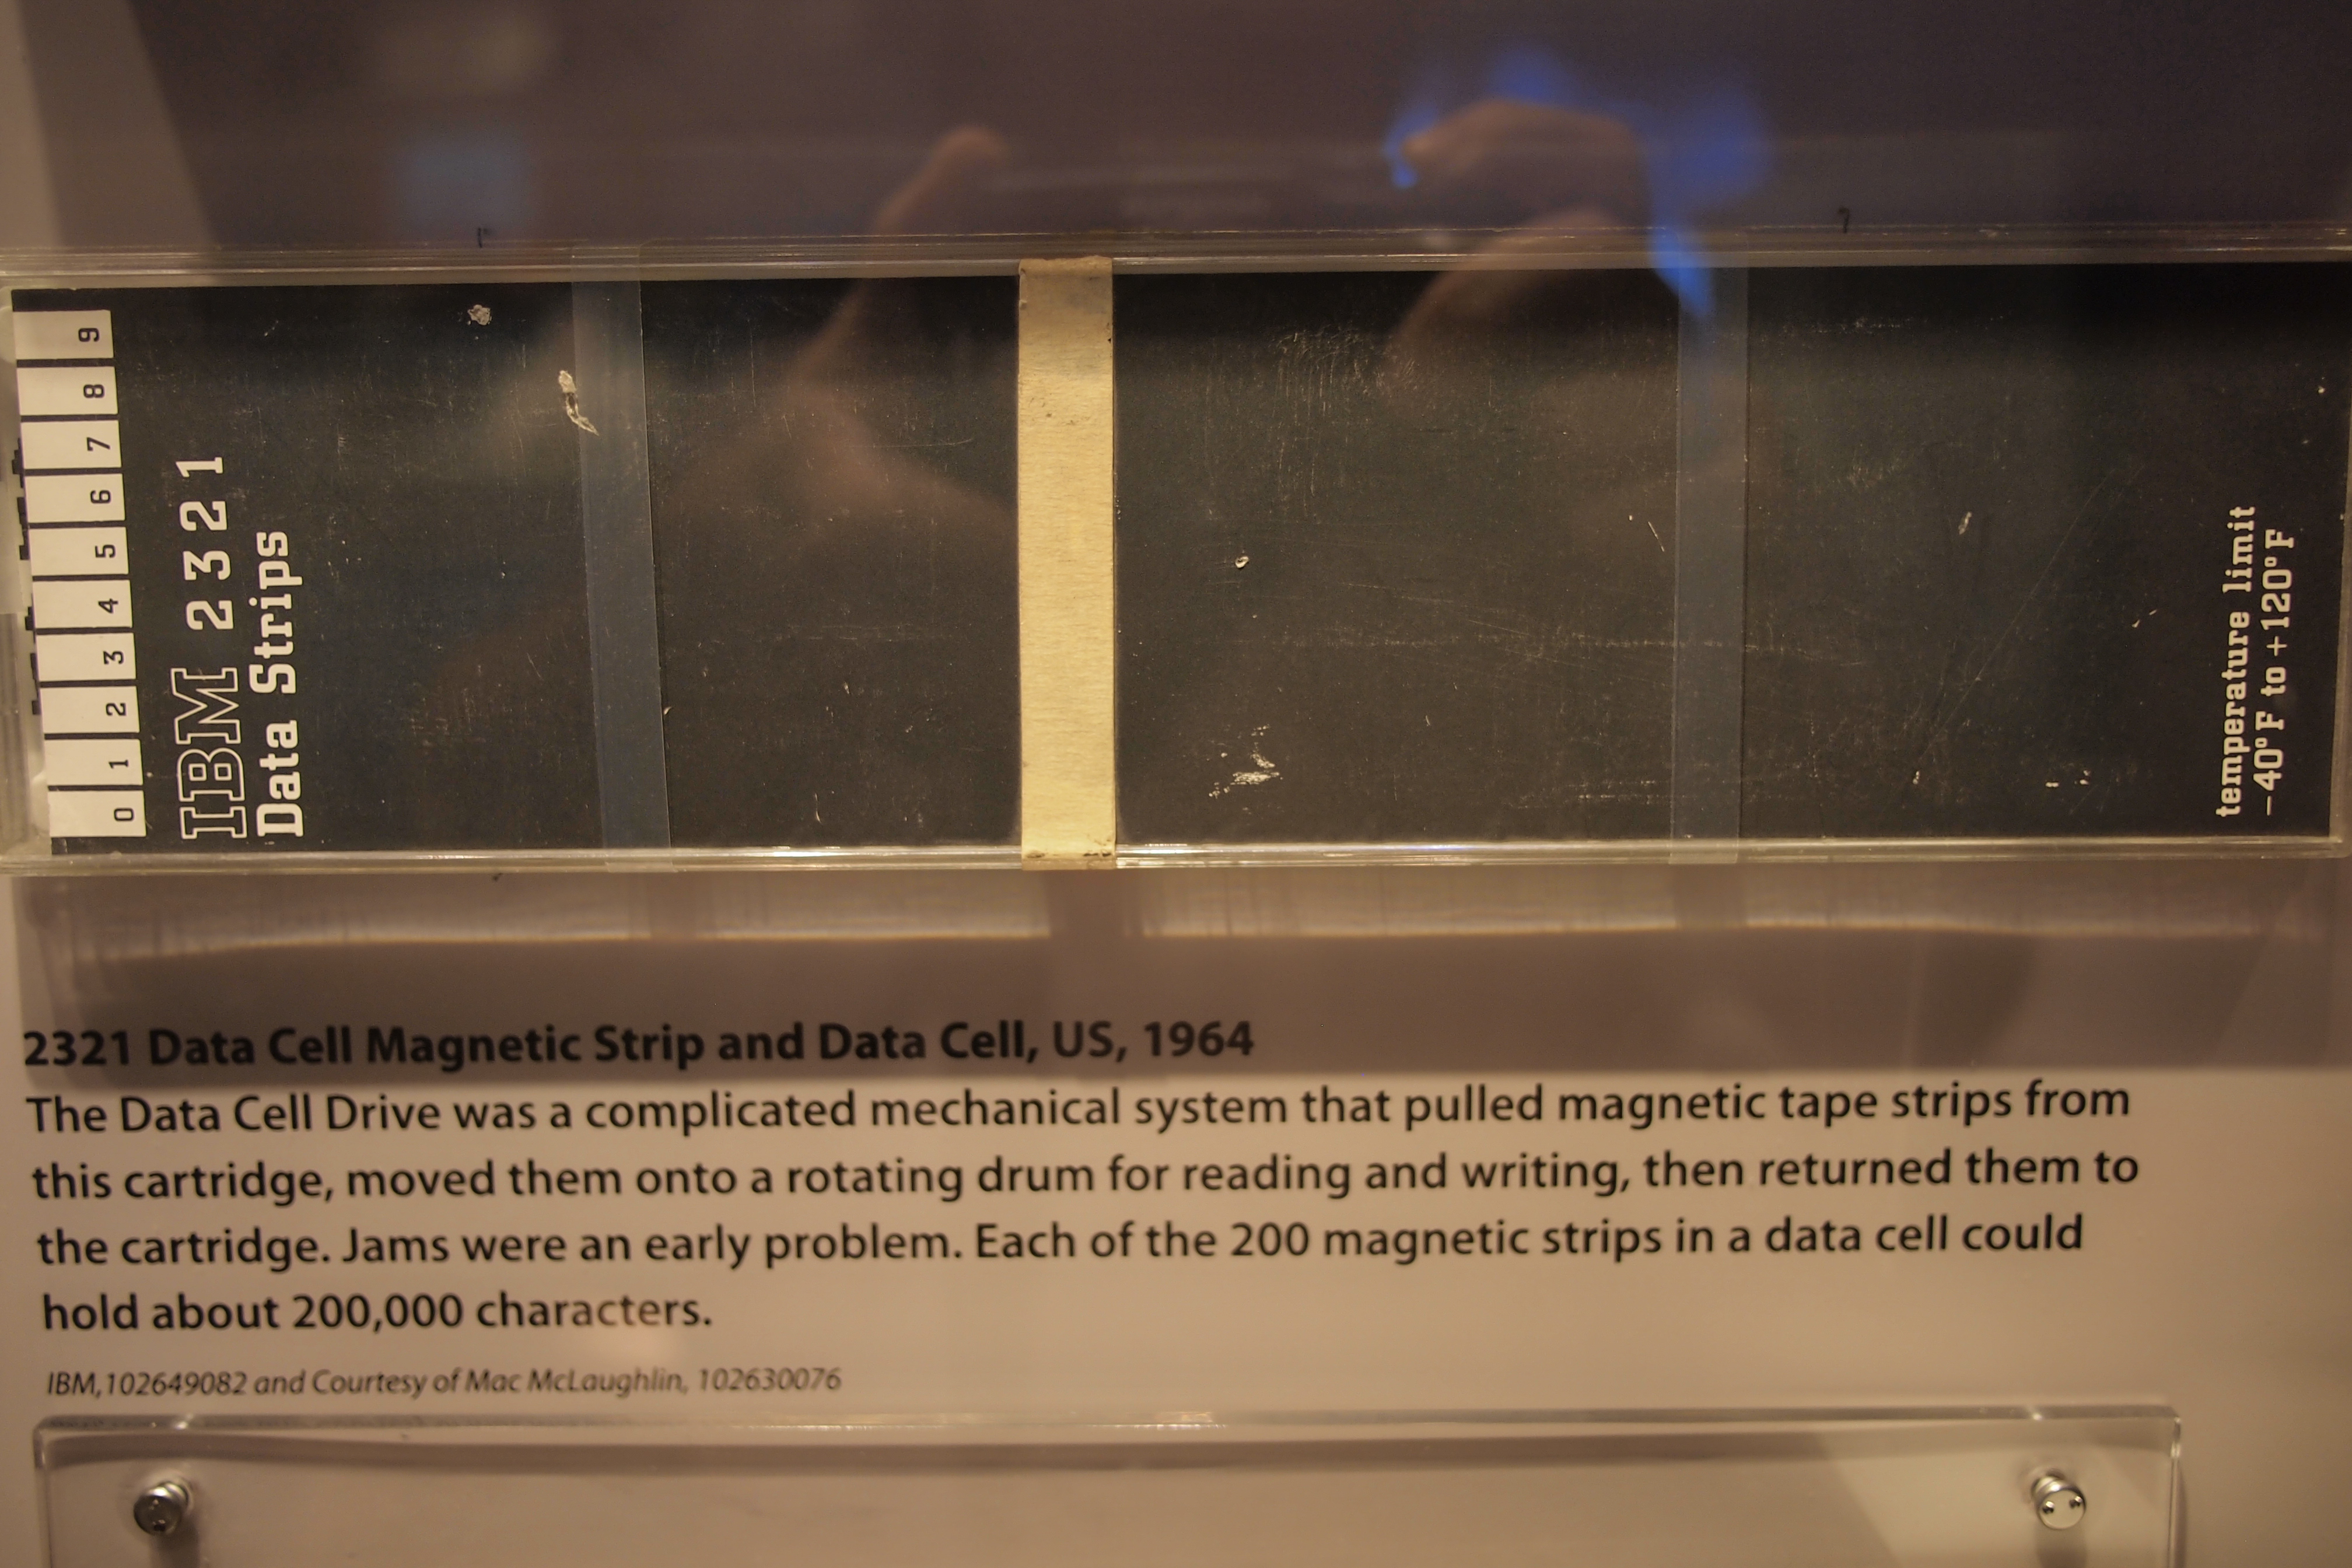 9
8
7
6
5
4
3
2
1
0
IBM 2321
Data Strips
temperature limit
−40°F to +120°F
2321 Data Cell Magnetic Strip and Data Cell, US, 1964
The Data Cell Drive was a complicated mechanical system that pulled magnetic tape strips from
this cartridge, moved them onto a rotating drum for reading and writing, then returned them to
the cartridge. Jams were an early problem. Each of the 200 magnetic strips in a data cell could
hold about 200,000 characters.
IBM,102649082 and Courtesy of Mac McLaughlin, 102630076